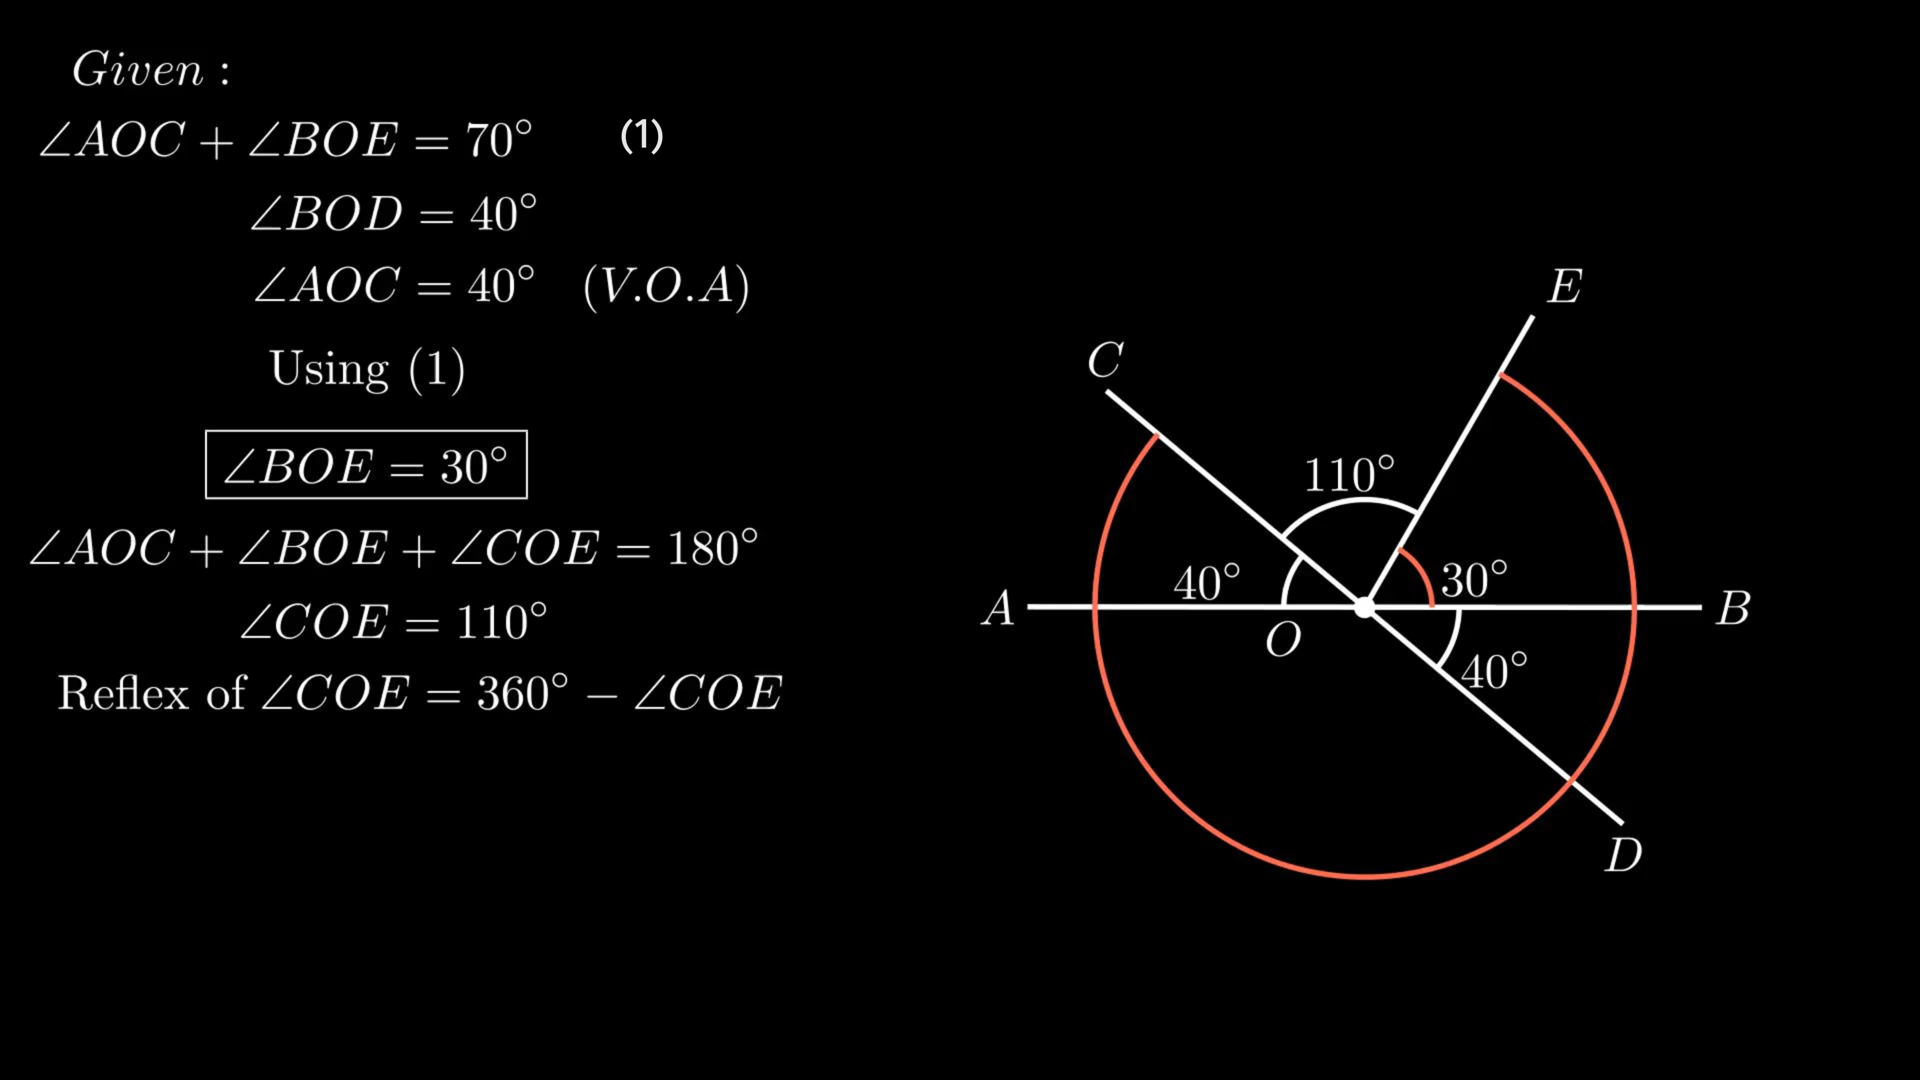 Given :
∠AOC + ∠BOE = 70° (1)
∠BOD = 40°
∠AOC = 40° (V.O.A)
Using (1)
∠BOE = 30°
∠AOC + ∠BOE + ∠COE = 180°
∠COE = 110°
Reflex of ∠COE = 360° − ∠COE
E
C
110°
40°
30°
A
B
O
40°
D